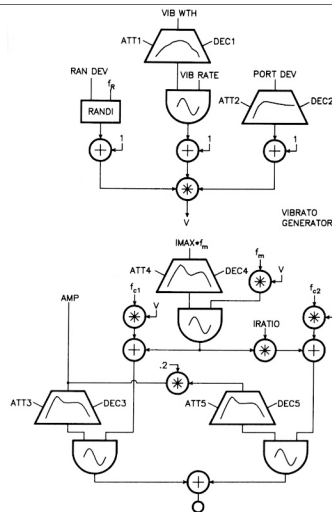 VIB WTH
ATT1
DEC1
RAN DEV
f_R
VIB RATE
PORT DEV
RANDI
ATT2
DEC2
1
1
1
+
+
+
*
V
VIBRATO
GENERATOR
IMAX*f_m
ATT4
DEC4
f_m
f_c1
f_c2
*
V
AMP
*
V
*
IRATIO
+
*
+
.2
*
ATT3
DEC3
ATT5
DEC5
+